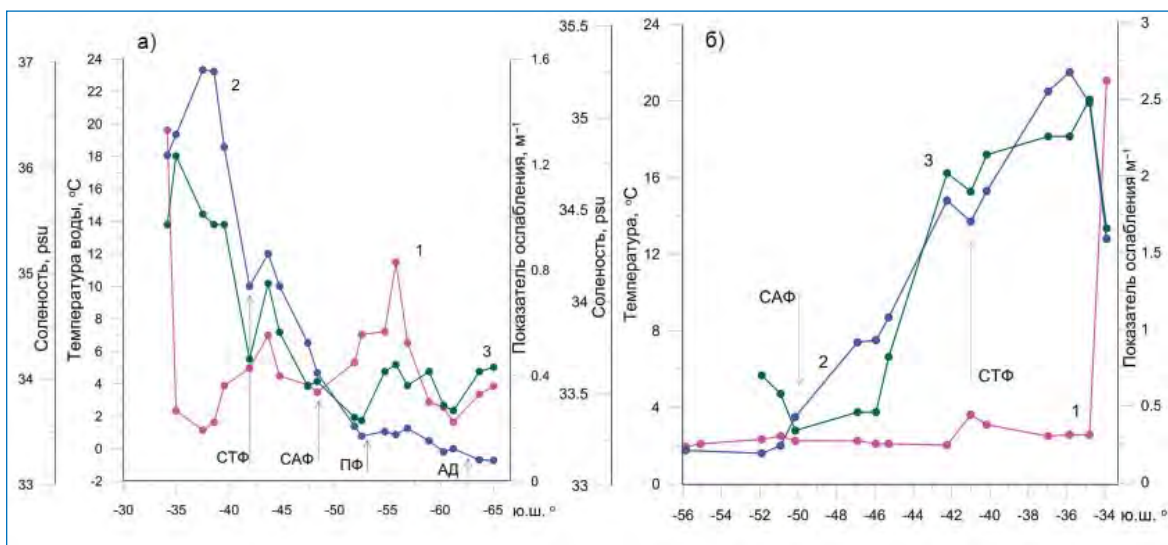 а)
37
36
35
34
33
Соленость, psu
24
22
20
18
16
14
12
10
8
6
4
2
0
-2
Температура воды, °С
2
1
3
СТФ
САФ
ПФ
АД
1.6
1.2
0.8
0.4
0
Показатель ослабления, м⁻¹
-30 -35 -40 -45 -50 -55 -60 -65 ю.ш. °
б)
35.5
35
34.5
34
33.5
33
Соленость, psu
24
20
16
12
8
4
0
Температура, °С
САФ
2
3
СТФ
1
3
2.5
2
1.5
1
0.5
0
Показатель ослабления м⁻¹
-56 -54 -52 -50 -48 -46 -44 -42 -40 -38 -36 -34
ю.ш. °